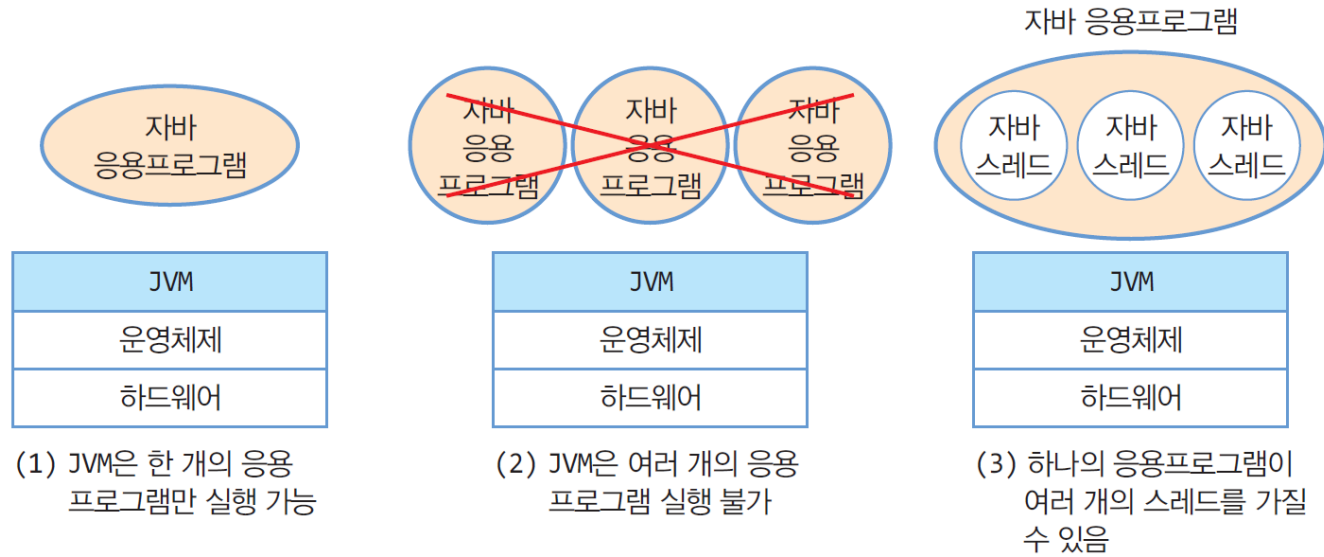 자바
응용프로그램
JVM
운영체제
하드웨어
(1) JVM은 한 개의 응용
프로그램만 실행 가능
자바
응용
프로그램
자바
응용
프로그램
자바
응용
프로그램
JVM
운영체제
하드웨어
(2) JVM은 여러 개의 응용
프로그램 실행 불가
자바 응용프로그램
자바
스레드
자바
스레드
자바
스레드
JVM
운영체제
하드웨어
(3) 하나의 응용프로그램이
여러 개의 스레드를 가질
수 있음